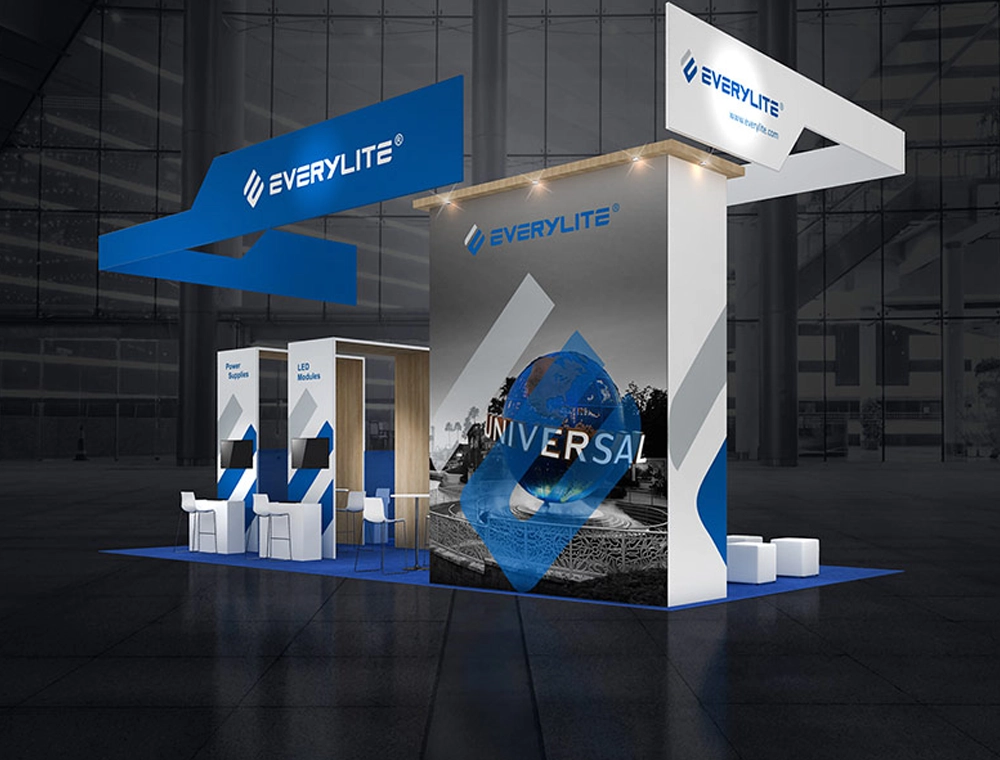 EVERYLITE®
www.everylite.com
EVERYLITE®
EVERYLITE®
Power
Supplies
LED
Modules
UNIVERSAL